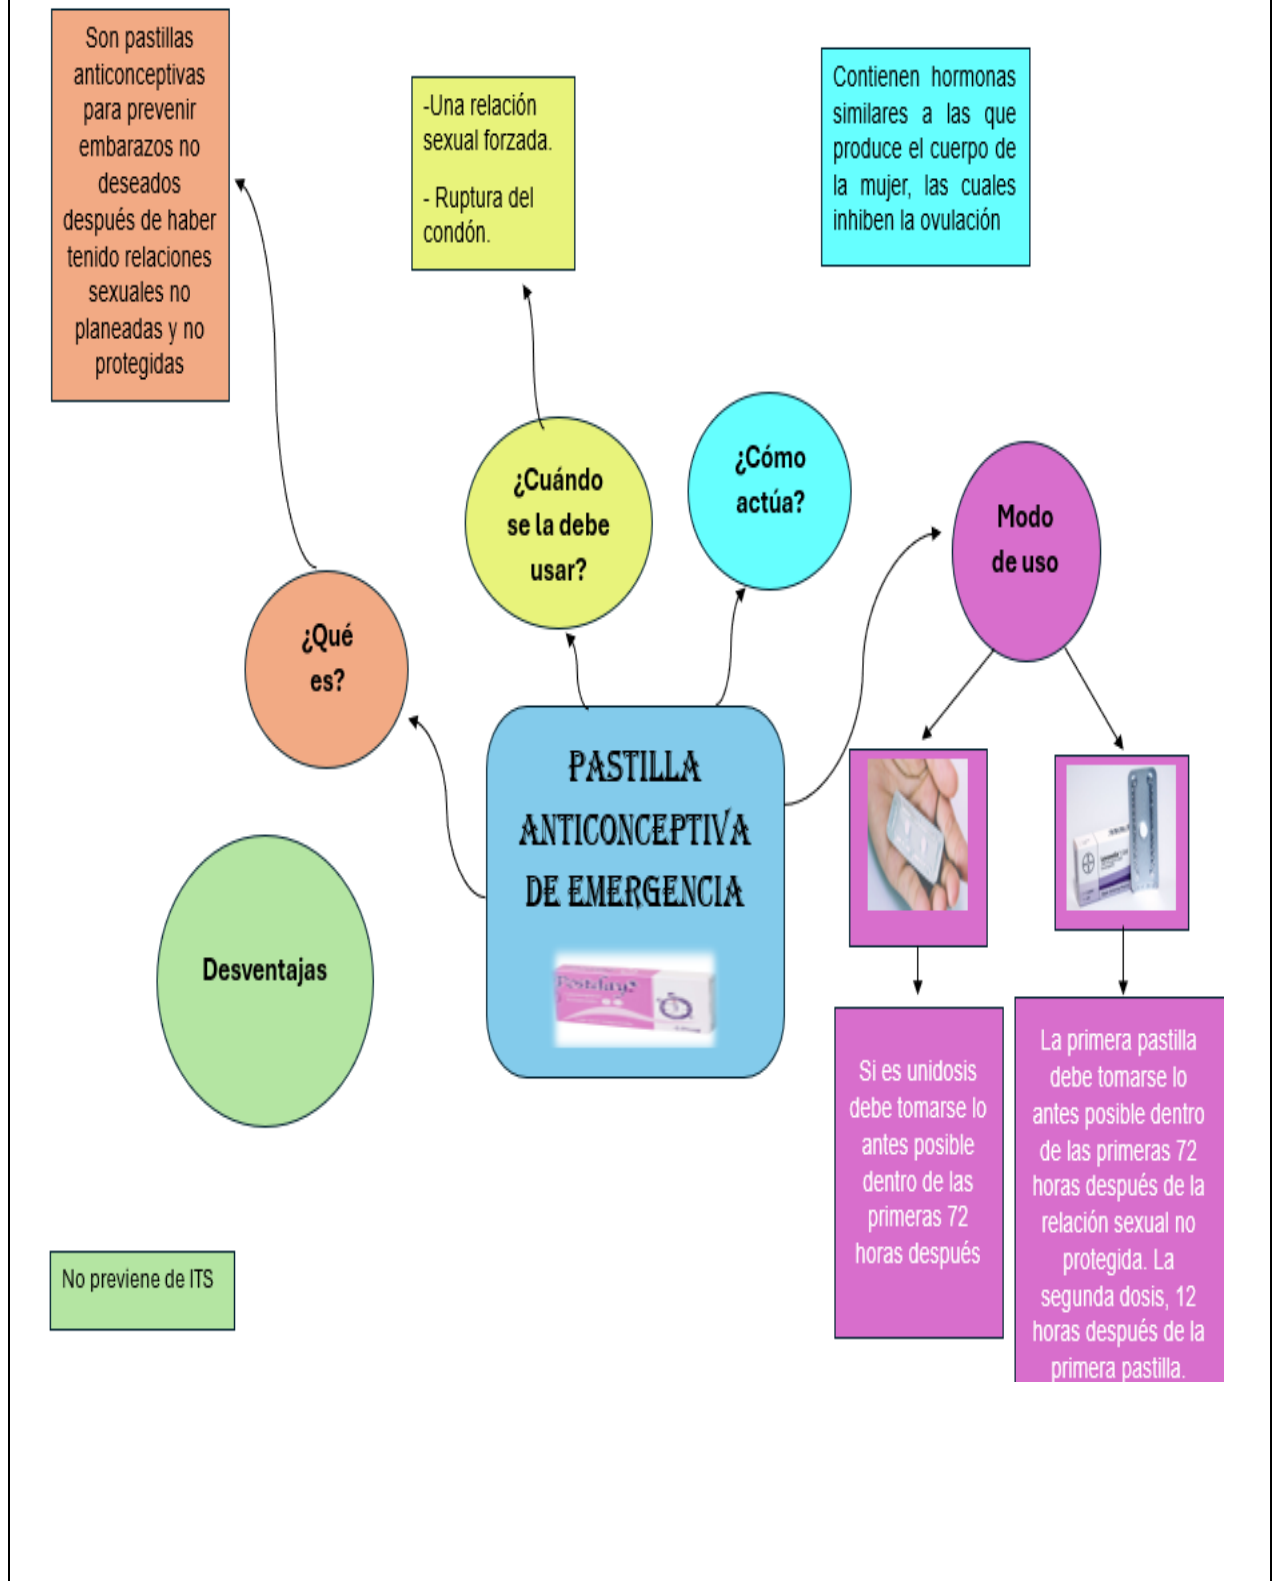 Son pastillas
anticonceptivas
para prevenir
embarazos no
deseados
después de haber
tenido relaciones
sexuales no
planeadas y no
protegidas
-Una relación
sexual forzada.
- Ruptura del
condón.
Contienen hormonas
similares a las que
produce el cuerpo de
la mujer, las cuales
inhiben la ovulación
¿Qué
es?
¿Cuándo
se la debe
usar?
¿Cómo
actúa?
Modo
de uso
PASTILLA
ANTICONCEPTIVA
DE EMERGENCIA
Desventajas
No previene de ITS
Si es unidosis
debe tomarse lo
antes posible
dentro de las
primeras 72
horas después
La primera pastilla
debe tomarse lo
antes posible dentro
de las primeras 72
horas después de la
relación sexual no
protegida. La
segunda dosis, 12
horas después de la
primera pastilla.